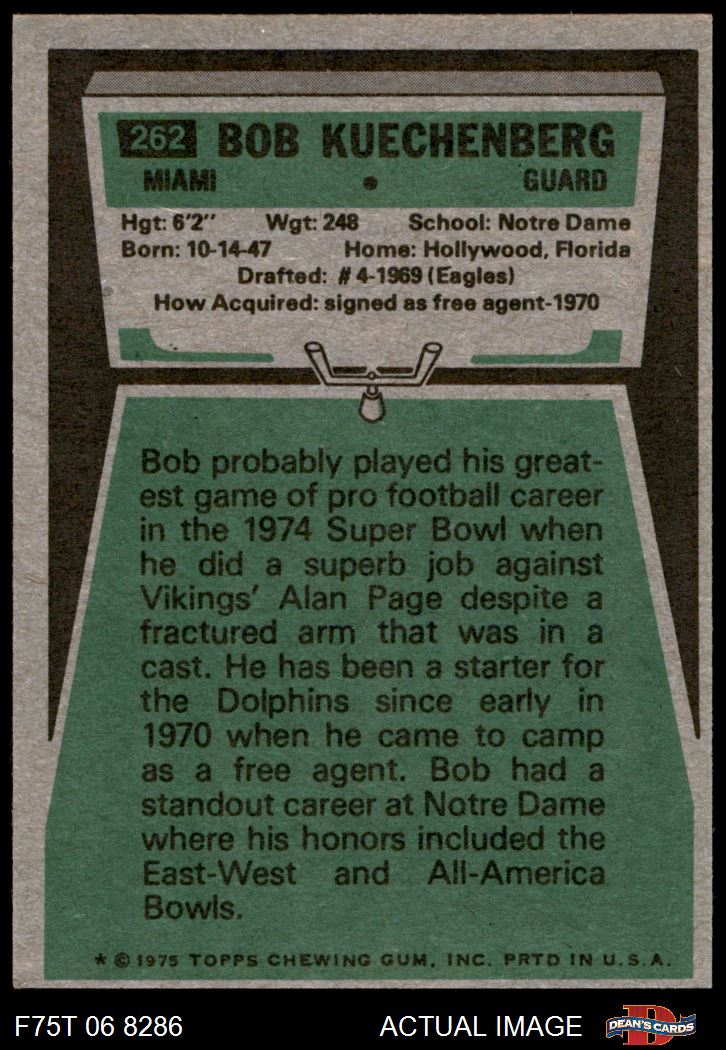 262 BOB KUECHENBERG
MIAMI • GUARD
Hgt: 6'2" Wgt: 248 School: Notre Dame
Born: 10-14-47 Home: Hollywood, Florida
Drafted: #4-1969 (Eagles)
How Acquired: signed as free agent-1970
Bob probably played his great-
est game of pro football career
in the 1974 Super Bowl when
he did a superb job against
Vikings' Alan Page despite a
fractured arm that was in a
cast. He has been a starter for
the Dolphins since early in
1970 when he came to camp
as a free agent. Bob had a
standout career at Notre Dame
where his honors included the
East-West and All-America
Bowls.
* © 1975 TOPPS CHEWING GUM, INC. PRTD IN U.S.A.
F75T 06 8286 ACTUAL IMAGE D DEAN'S CARDS